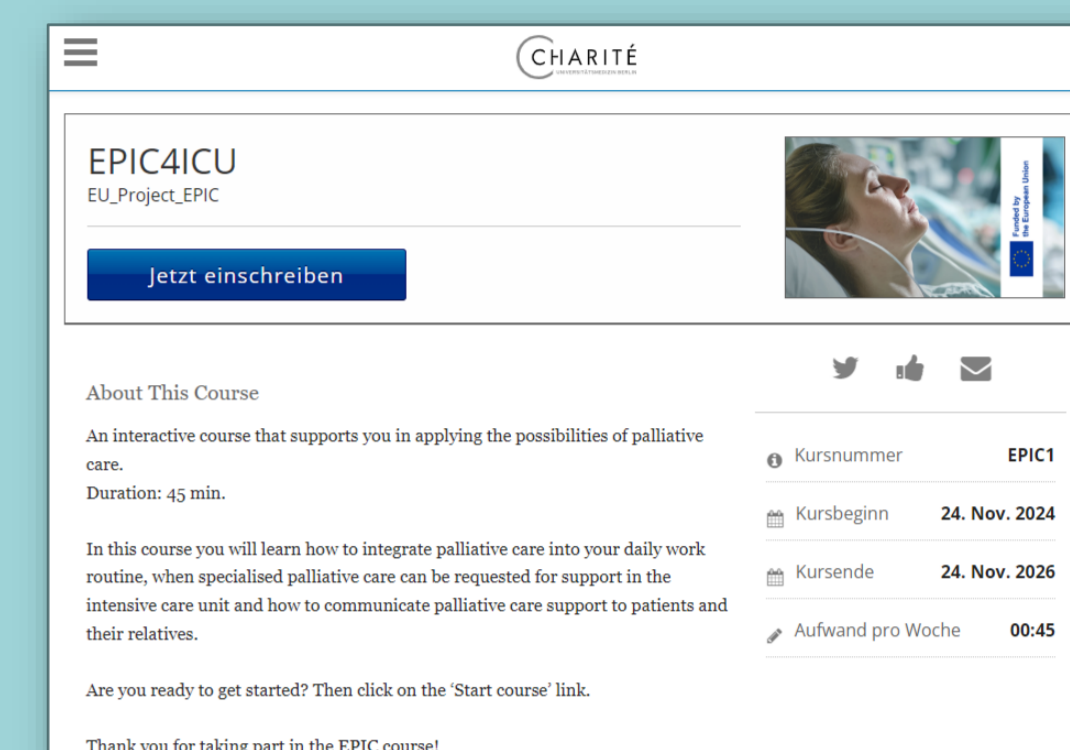 CHARITÉ
UNIVERSITÄTSMEDIZIN BERLIN
EPIC4ICU
EU_Project_EPIC
Jetzt einschreiben
Funded by
the European Union
About This Course
An interactive course that supports you in applying the possibilities of palliative
care.
Duration: 45 min.
In this course you will learn how to integrate palliative care into your daily work
routine, when specialised palliative care can be requested for support in the
intensive care unit and how to communicate palliative care support to patients and
their relatives.
Are you ready to get started? Then click on the ‘Start course’ link.
Thank you for taking part in the EPIC course!
Kursnummer EPIC1
Kursbeginn 24. Nov. 2024
Kursende 24. Nov. 2026
Aufwand pro Woche 00:45